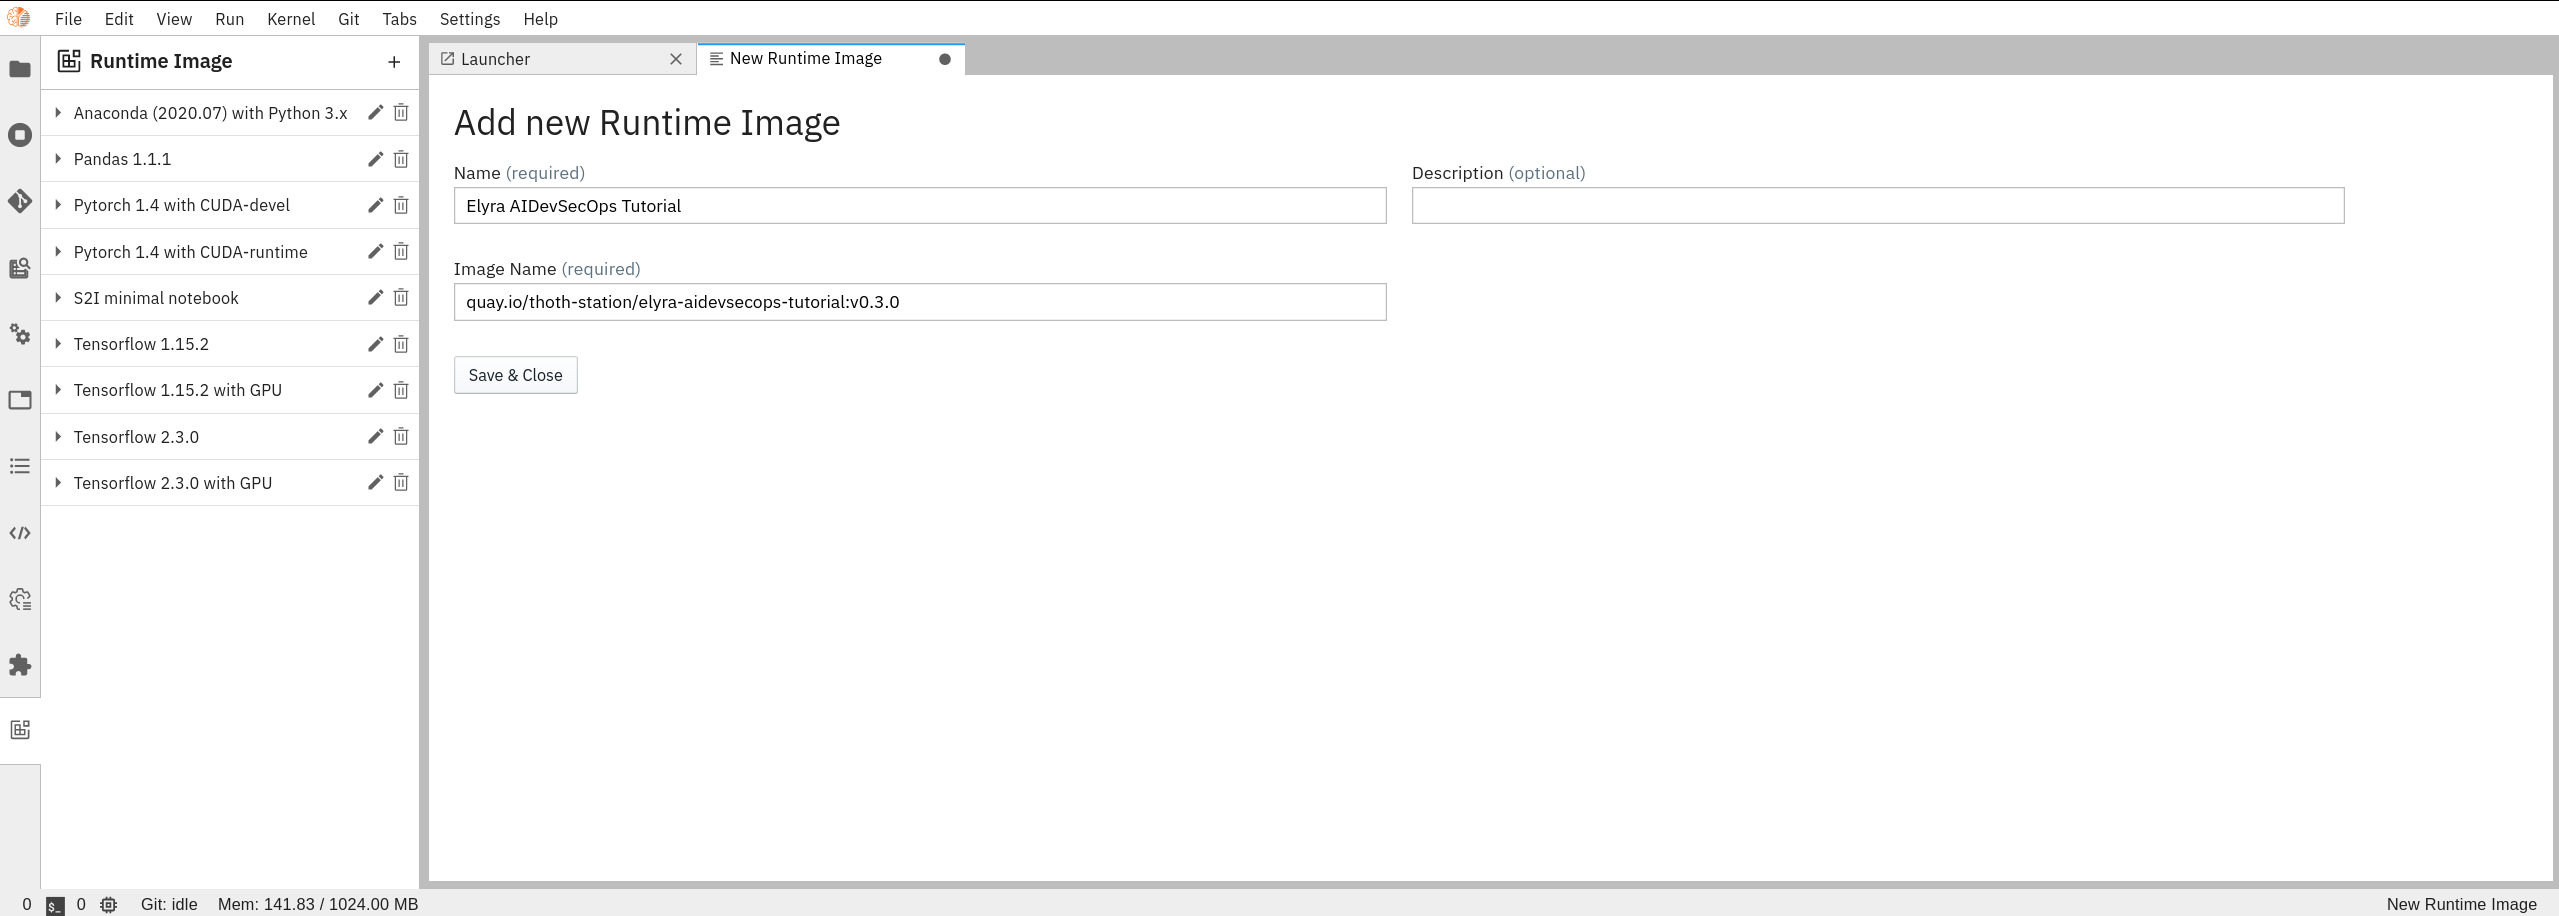 File Edit View Run Kernel Git Tabs Settings Help
Runtime Image +
Anaconda (2020.07) with Python 3.x
Pandas 1.1.1
Pytorch 1.4 with CUDA-devel
Pytorch 1.4 with CUDA-runtime
S2I minimal notebook
Tensorflow 1.15.2
Tensorflow 1.15.2 with GPU
Tensorflow 2.3.0
Tensorflow 2.3.0 with GPU
Launcher
New Runtime Image
Add new Runtime Image
Name (required)
Elyra AIDevSecOps Tutorial
Description (optional)
Image Name (required)
quay.io/thoth-station/elyra-aidevsecops-tutorial:v0.3.0
Save & Close
0 $_ 0 Git: idle Mem: 141.83 / 1024.00 MB
New Runtime Image